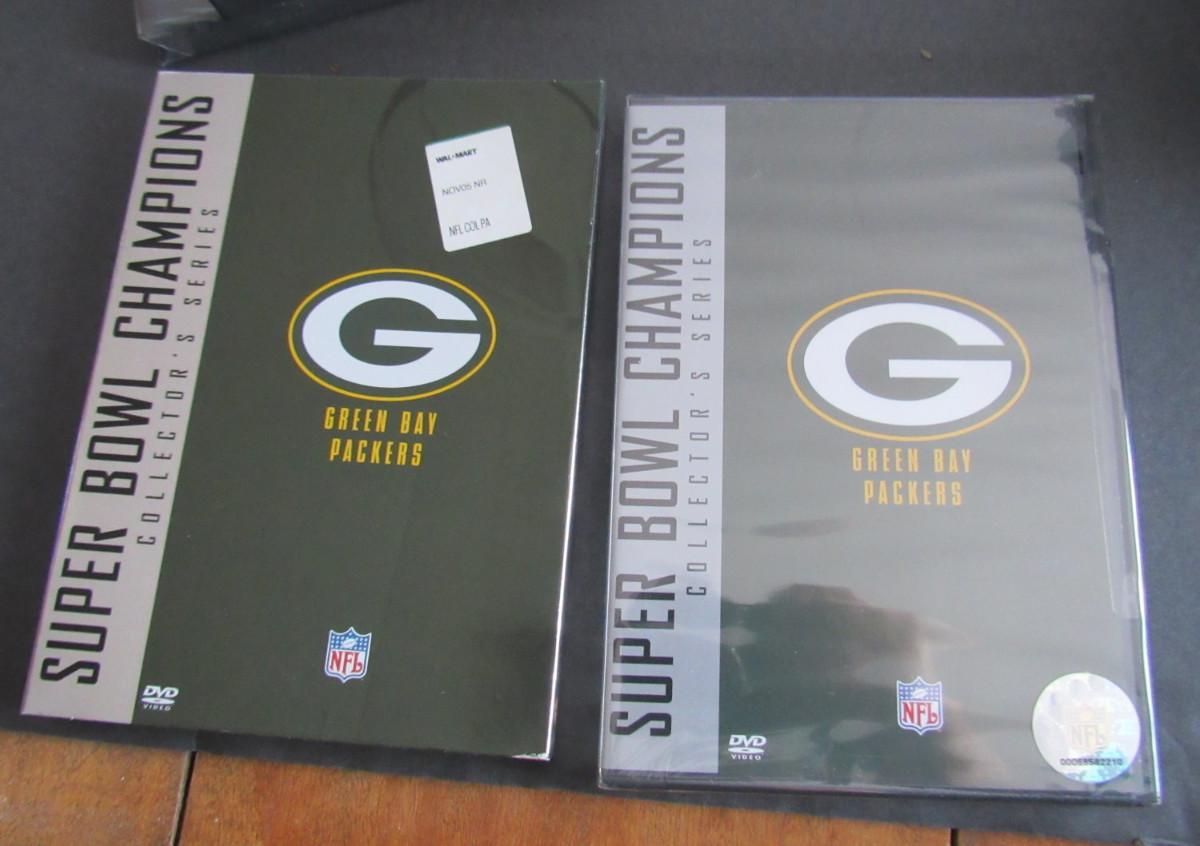 SUPER BOWL CHAMPIONS
COLLECTOR'S SERIES
WAL★MART
NOV05 NR
NFL COL PA
G
GREEN BAY
PACKERS
NFL
DVD
VIDEO
SUPER BOWL CHAMPIONS
COLLECTOR'S SERIES
G
GREEN BAY
PACKERS
NFL
DVD
VIDEO
NFL